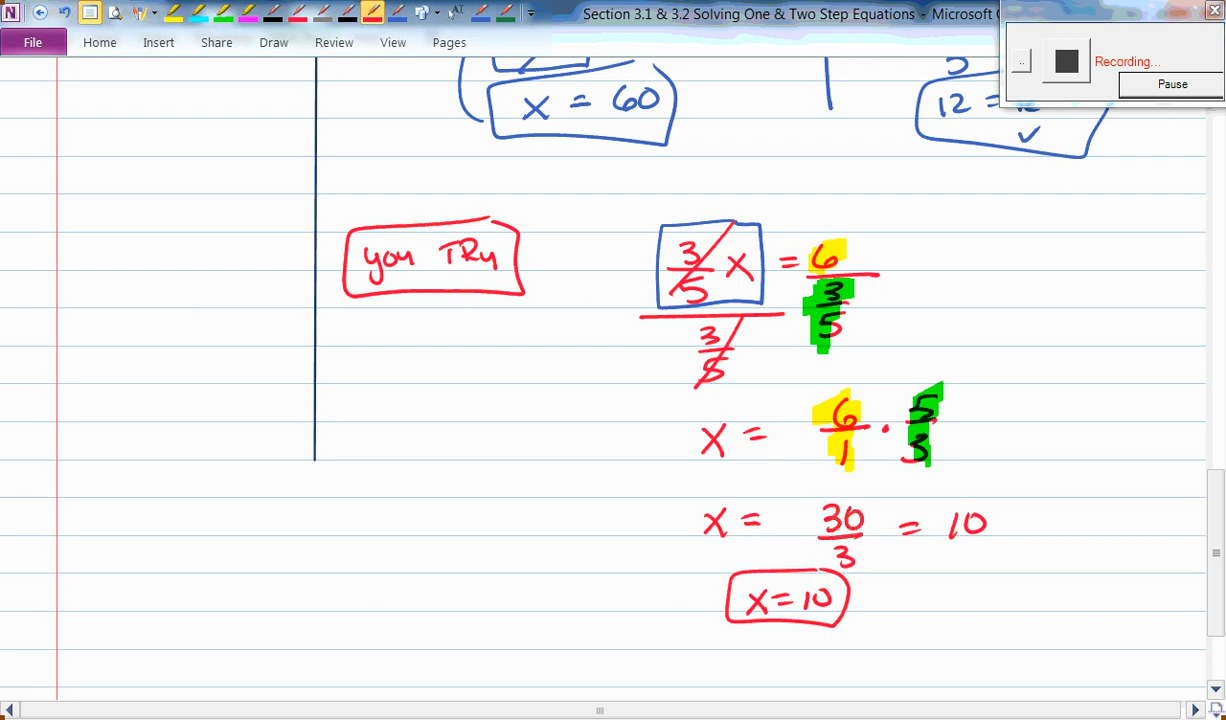 Section 3.1 & 3.2 Solving One & Two Step Equations - Microsoft
File Home Insert Share Draw Review View Pages
Recording...
Pause
x = 60
12 =
✓
you TRy
3/5 x = 6
3/5 3/5
x = 6/1 · 5/3
x = 30/3 = 10
x = 10